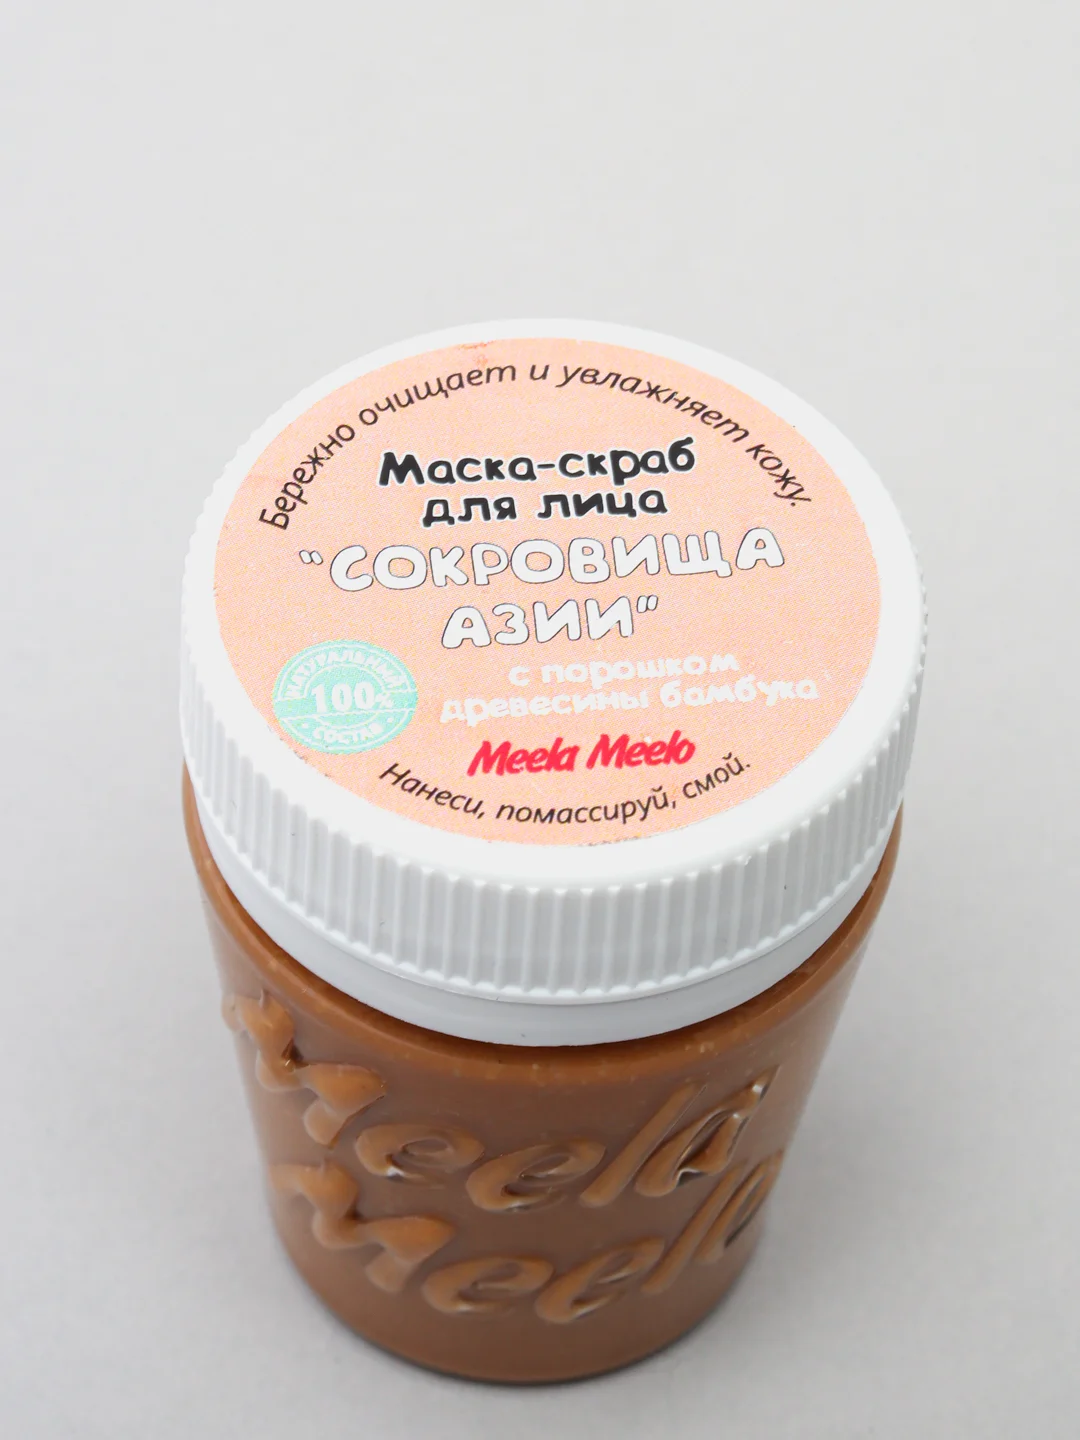 Бережно очищает и увлажняет кожу.
Маска-скраб
для лица
"СОКРОВИЩА
АЗИИ"
с порошком
древесины бамбука
НАТУРАЛЬНЫЙ
100%
СОСТАВ
Meela Meelo
Нанеси, помассируй, смой.
Meela
Meelo